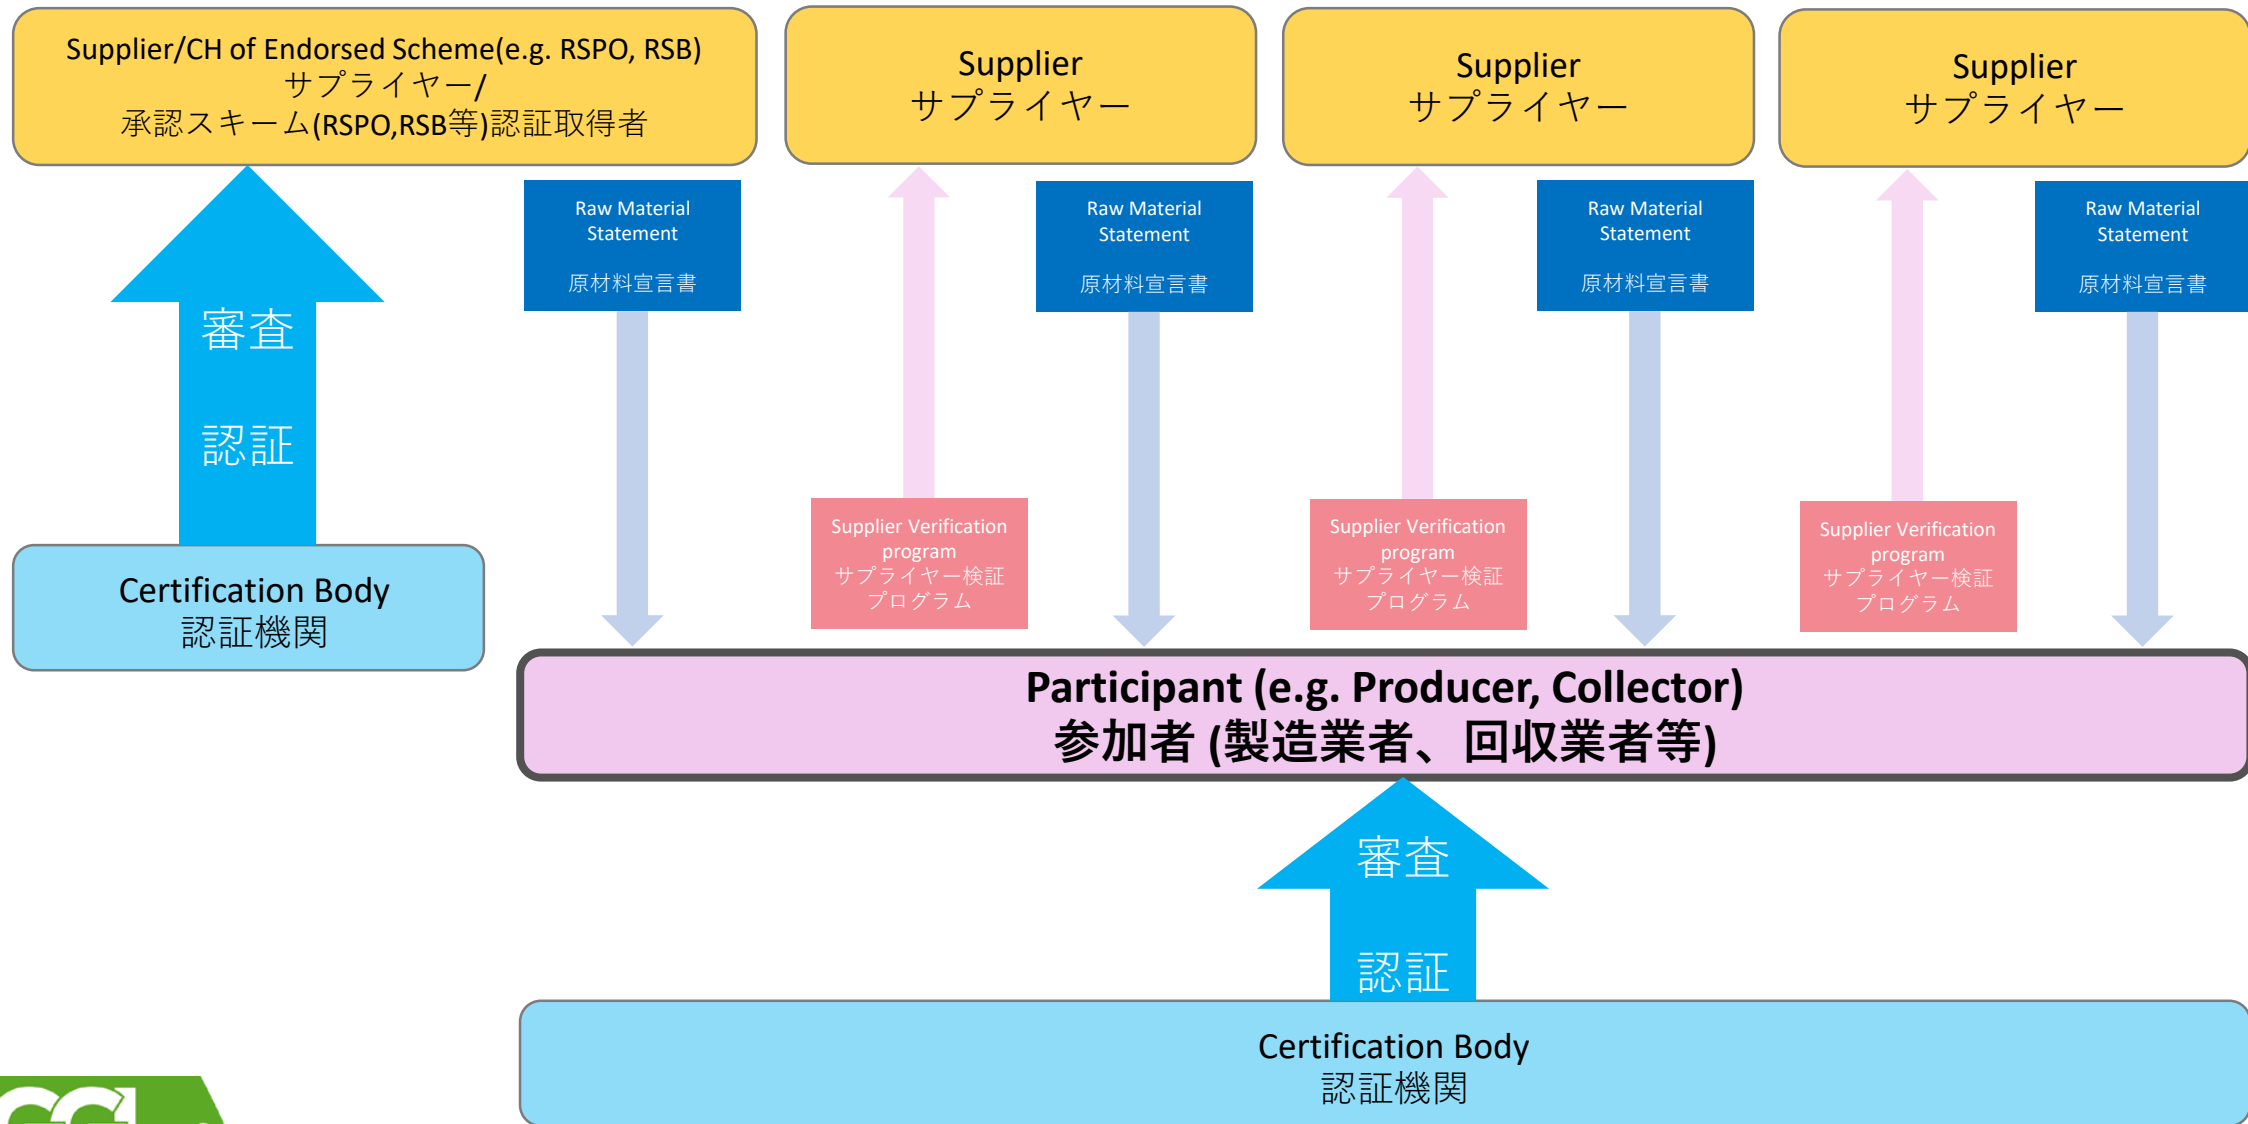 Supplier/CH of Endorsed Scheme(e.g. RSPO, RSB)
サプライヤー/
承認スキーム(RSPO,RSB等)認証取得者
Supplier
サプライヤー
Supplier
サプライヤー
Supplier
サプライヤー
Raw Material
Statement
原材料宣言書
Raw Material
Statement
原材料宣言書
Raw Material
Statement
原材料宣言書
Raw Material
Statement
原材料宣言書
審査
認証
Supplier Verification
program
サプライヤー検証
プログラム
Supplier Verification
program
サプライヤー検証
プログラム
Supplier Verification
program
サプライヤー検証
プログラム
Certification Body
認証機関
Participant (e.g. Producer, Collector)
参加者 (製造業者、回収業者等)
審査
認証
Certification Body
認証機関